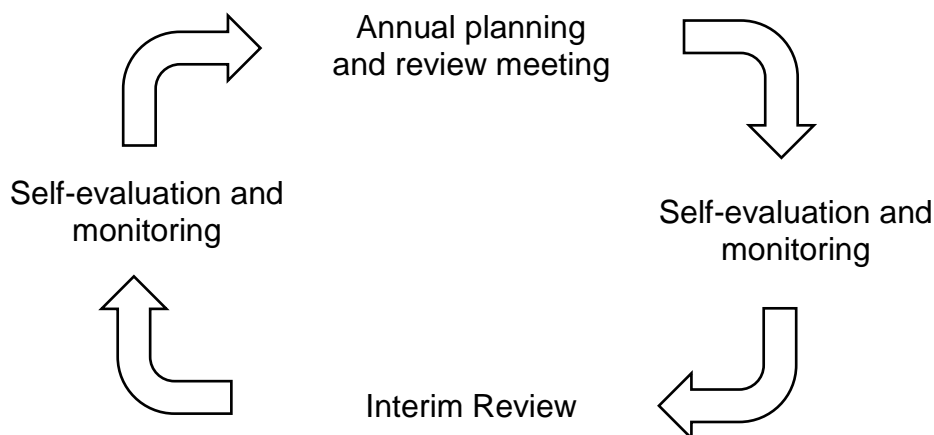 Annual planning
and review meeting
Self-evaluation and
monitoring
Self-evaluation and
monitoring
Interim Review